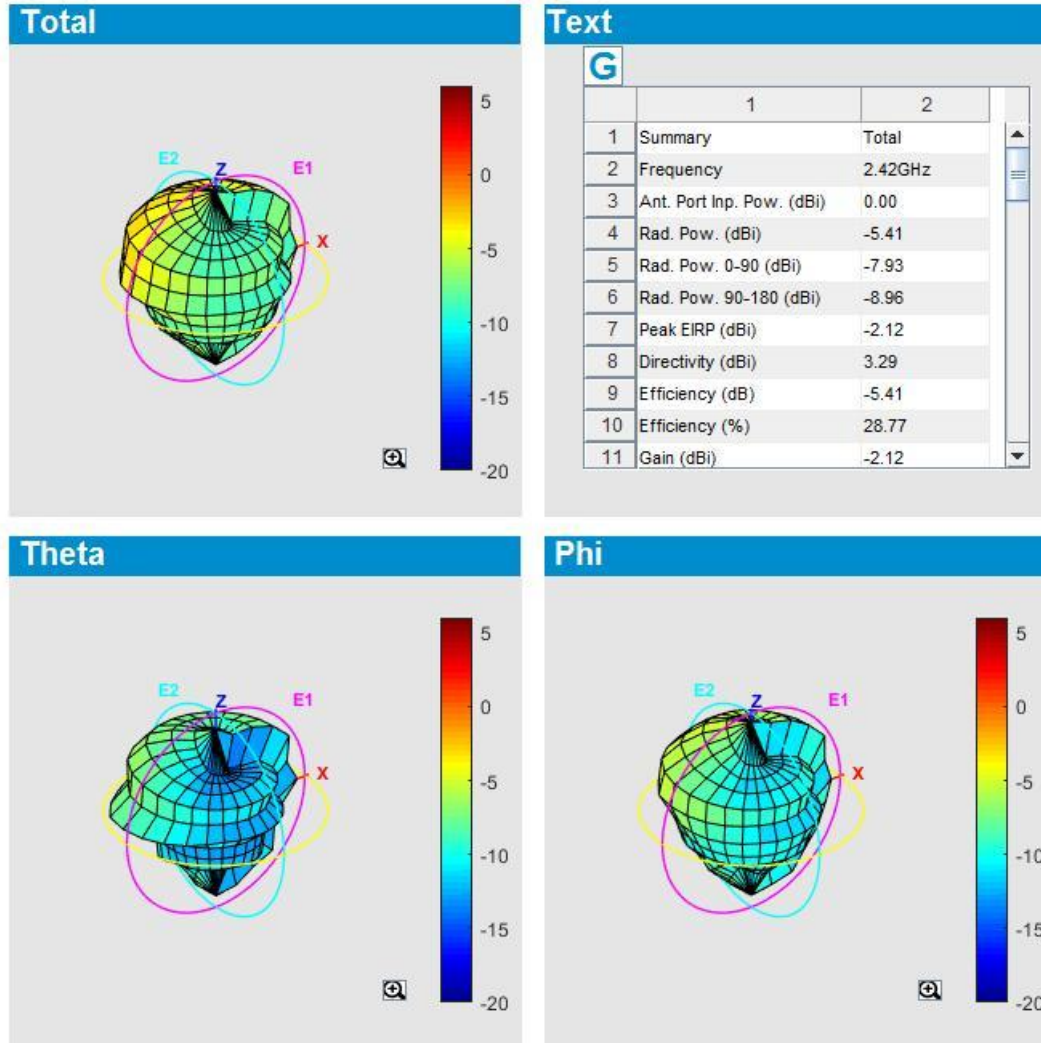 Total
5
0
-5
-10
-15
-20
E2
Z
E1
X
Text
G
1 2
1 Summary Total
2 Frequency 2.42GHz
3 Ant. Port Inp. Pow. (dBi) 0.00
4 Rad. Pow. (dBi) -5.41
5 Rad. Pow. 0-90 (dBi) -7.93
6 Rad. Pow. 90-180 (dBi) -8.96
7 Peak EIRP (dBi) -2.12
8 Directivity (dBi) 3.29
9 Efficiency (dB) -5.41
10 Efficiency (%) 28.77
11 Gain (dBi) -2.12
Theta
5
0
-5
-10
-15
-20
E2
Z
E1
X
Phi
5
0
-5
-10
-15
-20
E2
Z
E1
X